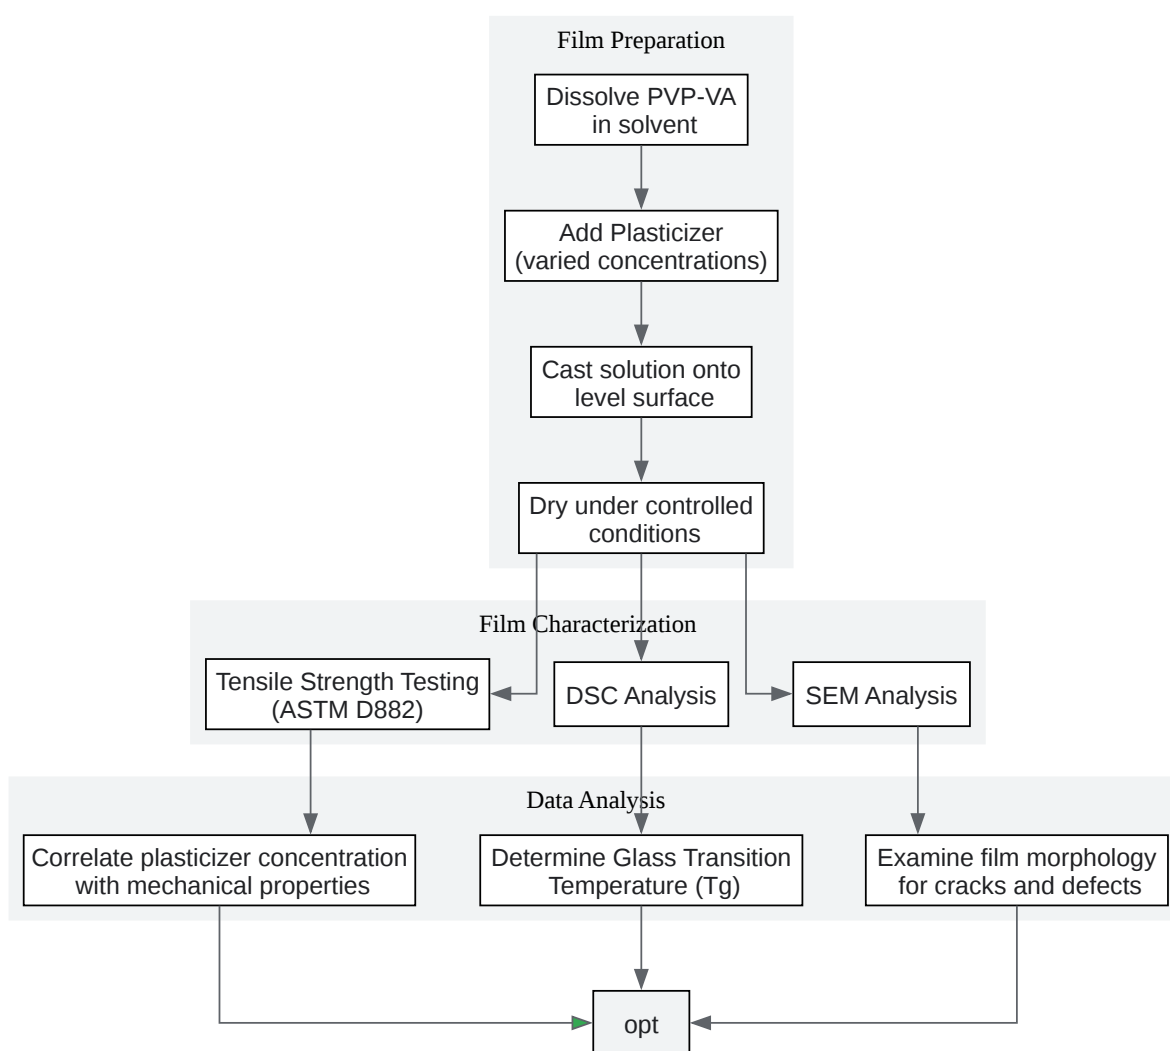 Film Preparation
Dissolve PVP-VA
in solvent
Add Plasticizer
(varied concentrations)
Cast solution onto
level surface
Dry under controlled
conditions
Film Characterization
Tensile Strength Testing
(ASTM D882)
DSC Analysis
SEM Analysis
Data Analysis
Correlate plasticizer concentration
with mechanical properties
Determine Glass Transition
Temperature (Tg)
Examine film morphology
for cracks and defects
opt